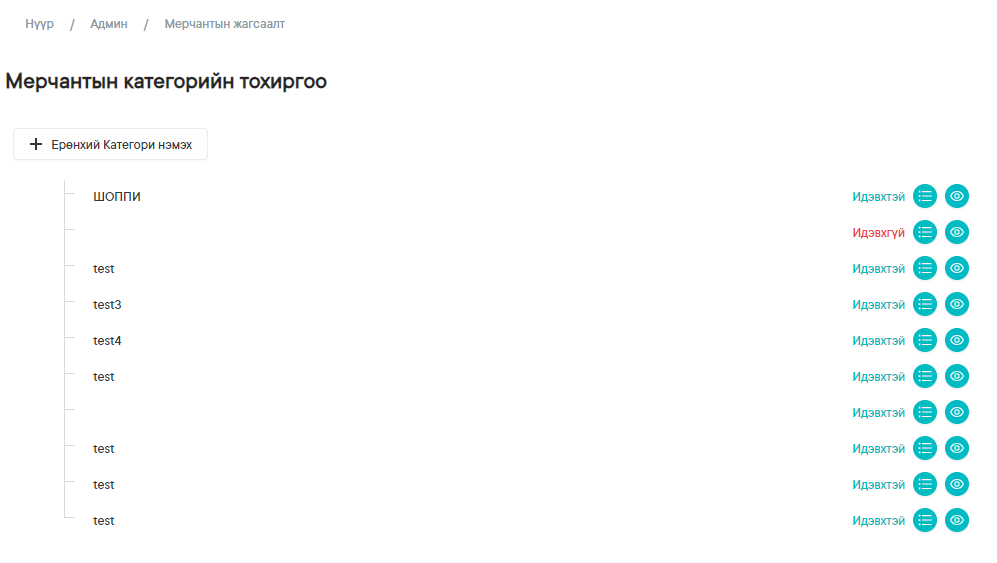 Нүүр / Админ / Мерчантын жагсаалт
Мерчантын категорийн тохиргоо
Ерөнхий Категори нэмэх
ШОППИ Идэвхтэй
Идэвхгүй
test Идэвхтэй
test3 Идэвхтэй
test4 Идэвхтэй
test Идэвхтэй
Идэвхтэй
test Идэвхтэй
test Идэвхтэй
test Идэвхтэй